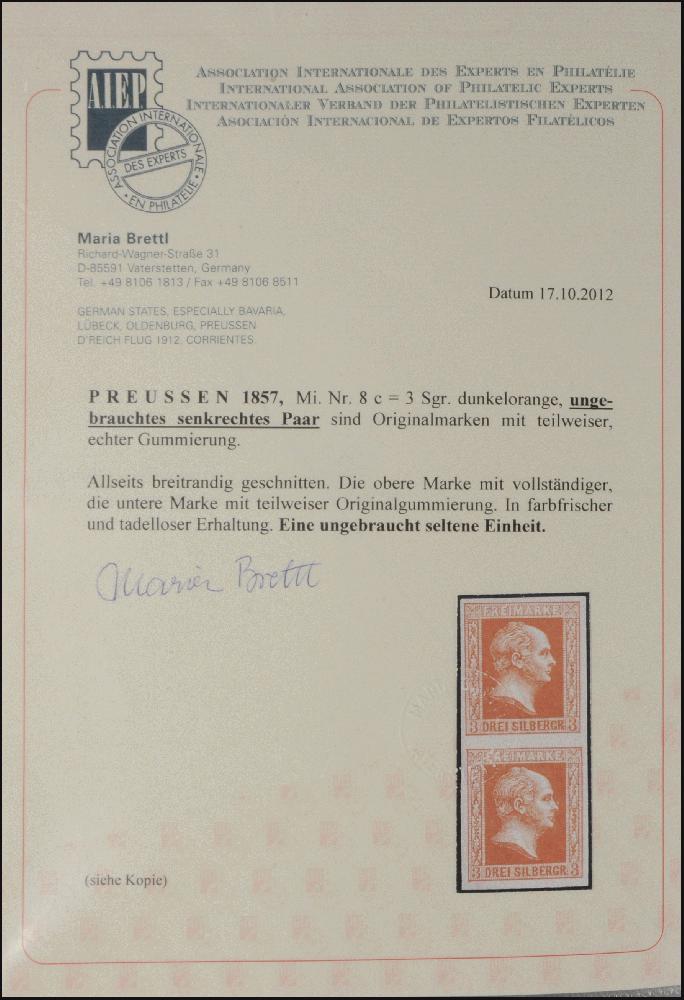 A.I.E.P.
ASSOCIATION INTERNATIONALE
DES EXPERTS
• EN PHILATÉLIE •
ASSOCIATION INTERNATIONALE DES EXPERTS EN PHILATÉLIE
INTERNATIONAL ASSOCIATION OF PHILATELIC EXPERTS
INTERNATIONALER VERBAND DER PHILATELISTISCHEN EXPERTEN
ASOCIACIÓN INTERNACIONAL DE EXPERTOS FILATÉLICOS
Maria Brettl
Richard-Wagner-Straße 31
D-85591 Vaterstetten, Germany
Tel. +49 8106 1813 / Fax +49 8106 8511
GERMAN STATES, ESPECIALLY BAVARIA,
LÜBECK, OLDENBURG, PREUSSEN
D'REICH FLUG 1912, CORRIENTES.
Datum 17.10.2012
PREUSSEN 1857, Mi. Nr. 8 c = 3 Sgr. dunkelorange, unge-
brauchtes senkrechtes Paar sind Originalmarken mit teilweiser,
echter Gummierung.
Allseits breitrandig geschnitten. Die obere Marke mit vollständiger,
die untere Marke mit teilweiser Originalgummierung. In farbfrischer
und tadelloser Erhaltung. Eine ungebraucht seltene Einheit.
Maria Brettl
FREIMARKE
3 DREI SILBERGR. 3
FREIMARKE
3 DREI SILBERGR. 3
(siehe Kopie)